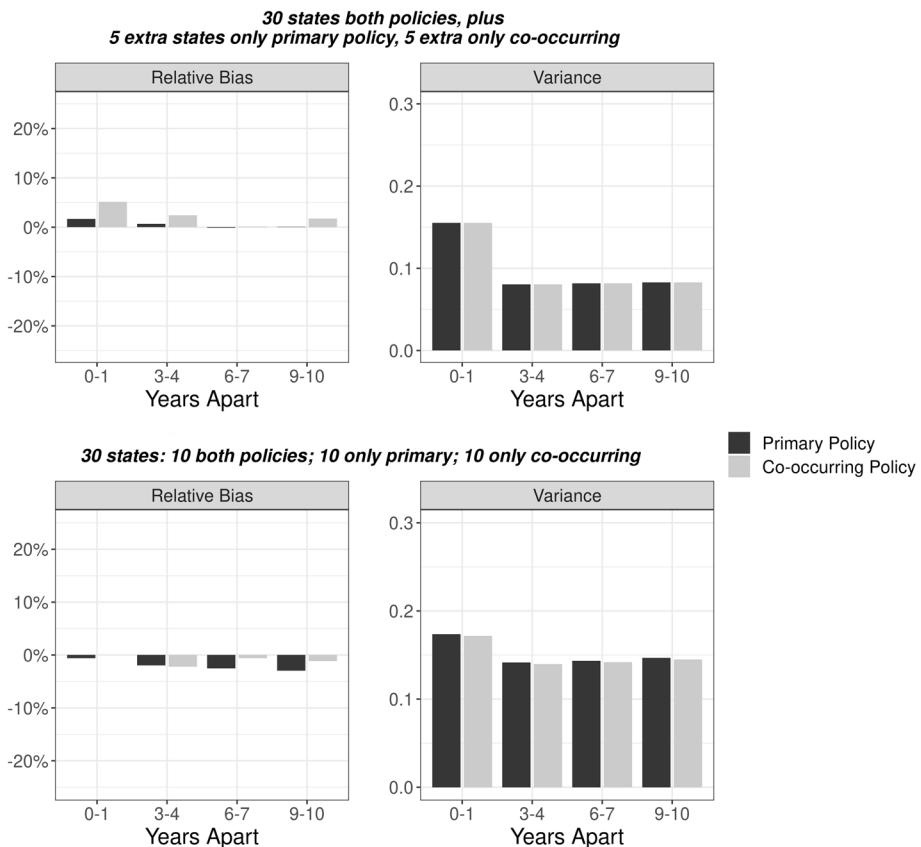 30 states both policies, plus
5 extra states only primary policy, 5 extra only co-occurring
Relative Bias
Variance
20%
10%
0%
-10%
-20%
0.3
0.2
0.1
0.0
0-1 3-4 6-7 9-10
0-1 3-4 6-7 9-10
Years Apart
Years Apart
Primary Policy
Co-occurring Policy
30 states: 10 both policies; 10 only primary; 10 only co-occurring
Relative Bias
Variance
20%
10%
0%
-10%
-20%
0.3
0.2
0.1
0.0
0-1 3-4 6-7 9-10
0-1 3-4 6-7 9-10
Years Apart
Years Apart